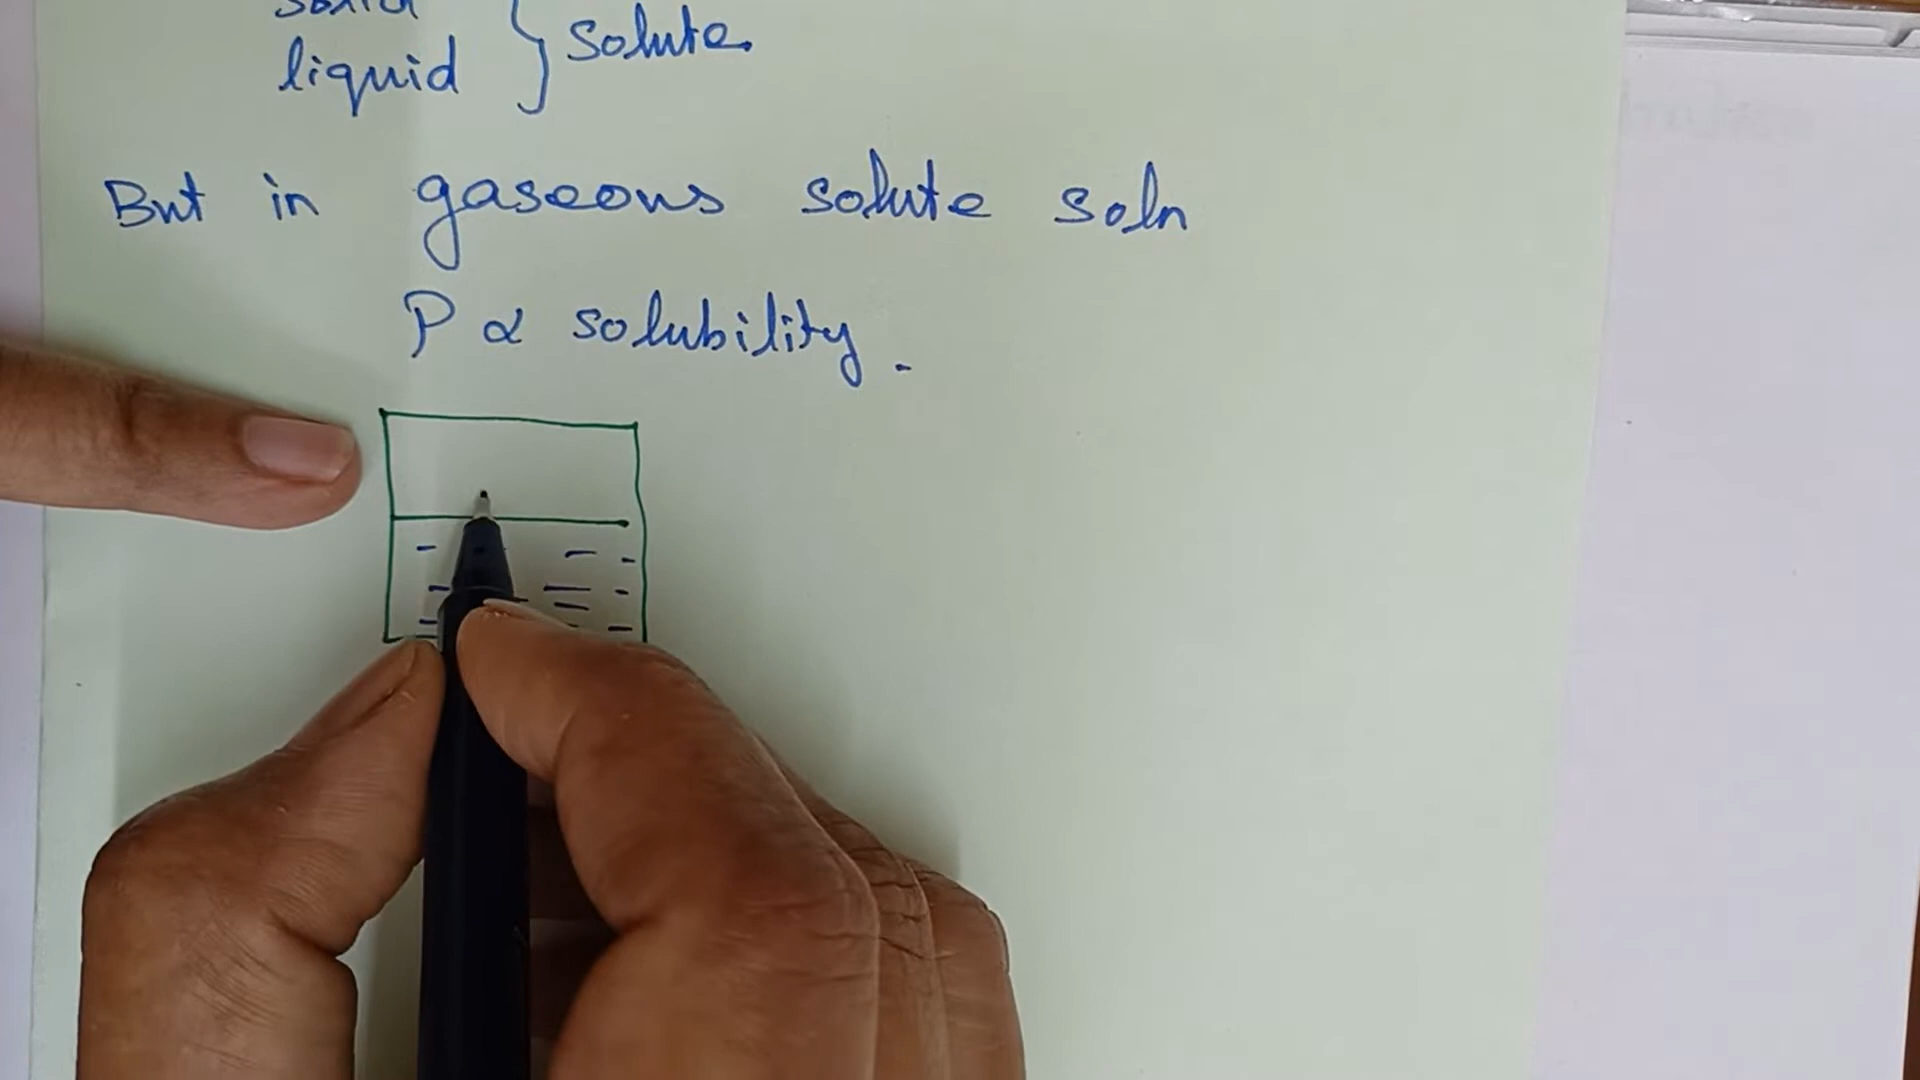 liquid } solute.
But in gaseous solute soln
P α solubility.